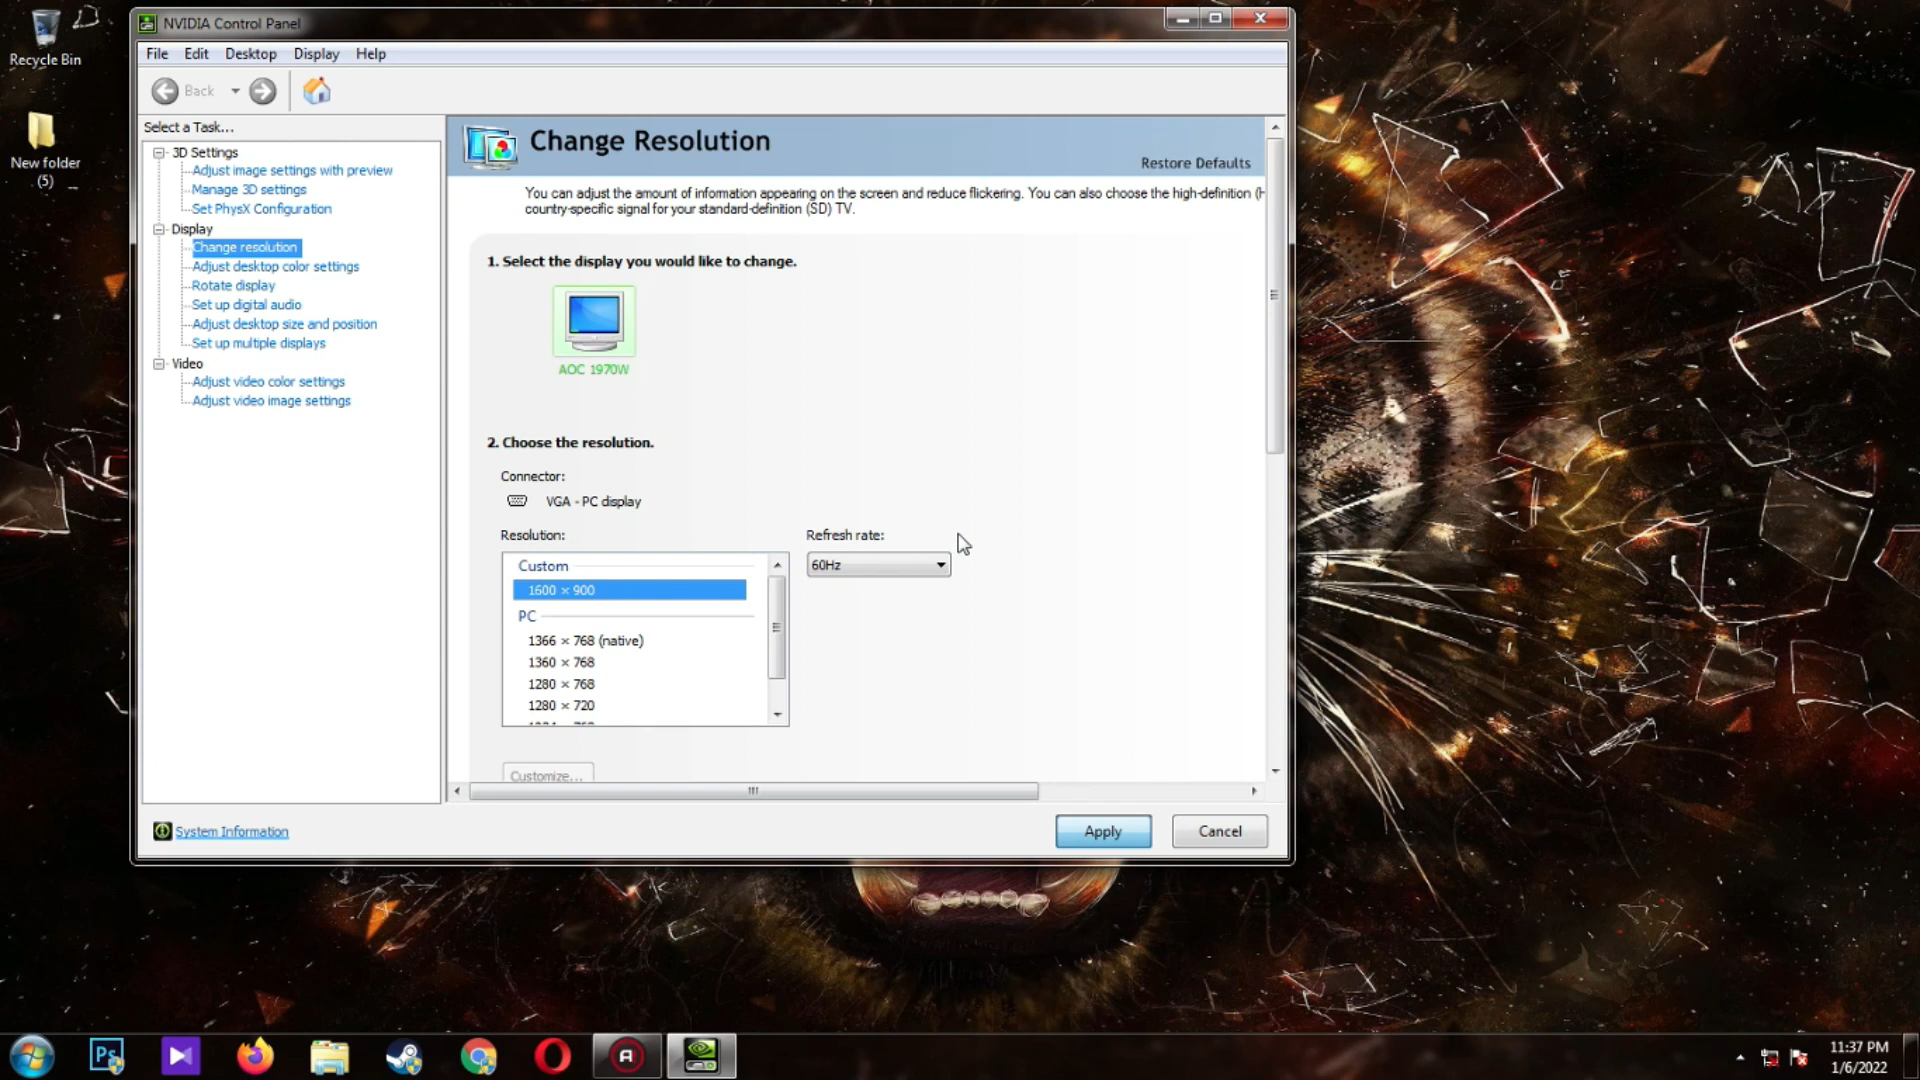 Recycle Bin
New folder
(5)
NVIDIA Control Panel
File Edit Desktop Display Help
Back
Select a Task...
3D Settings
Adjust image settings with preview
Manage 3D settings
Set PhysX Configuration
Display
Change resolution
Adjust desktop color settings
Rotate display
Set up digital audio
Adjust desktop size and position
Set up multiple displays
Video
Adjust video color settings
Adjust video image settings
System Information
Change Resolution
Restore Defaults
You can adjust the amount of information appearing on the screen and reduce flickering. You can also choose the high-definition (H
country-specific signal for your standard-definition (SD) TV.
1. Select the display you would like to change.
AOC 1970W
2. Choose the resolution.
Connector:
VGA - PC display
Resolution:
Refresh rate:
Custom
60Hz
1600 × 900
PC
1366 × 768 (native)
1360 × 768
1280 × 768
1280 × 720
Customize...
Apply
Cancel
Ps
11:37 PM
1/6/2022